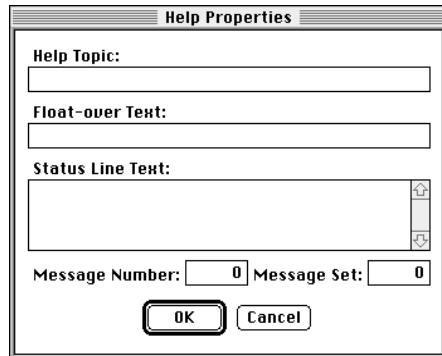 Help Properties
Help Topic:
Float-over Text:
Status Line Text:
Message Number: 0 Message Set: 0
OK Cancel